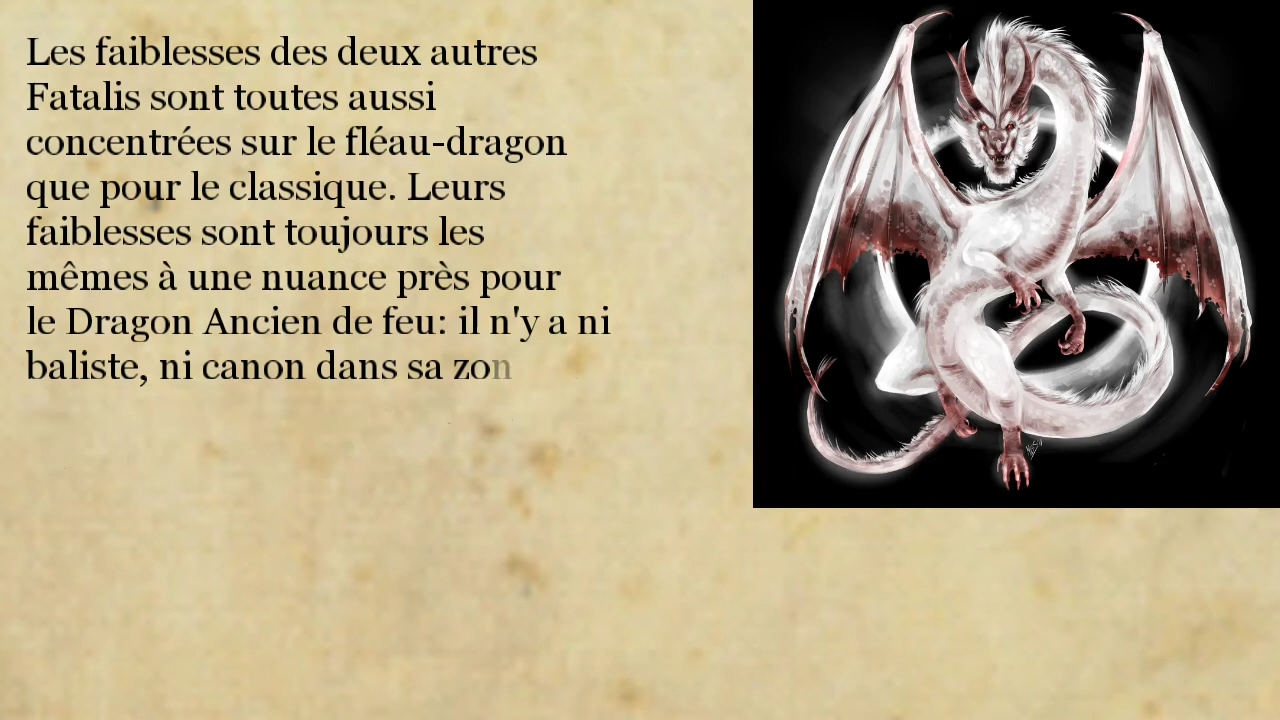 Les faiblesses des deux autres
Fatalis sont toutes aussi
concentrées sur le fléau-dragon
que pour le classique. Leurs
faiblesses sont toujours les
mêmes à une nuance près pour
le Dragon Ancien de feu: il n'y a ni
baliste, ni canon dans sa zon